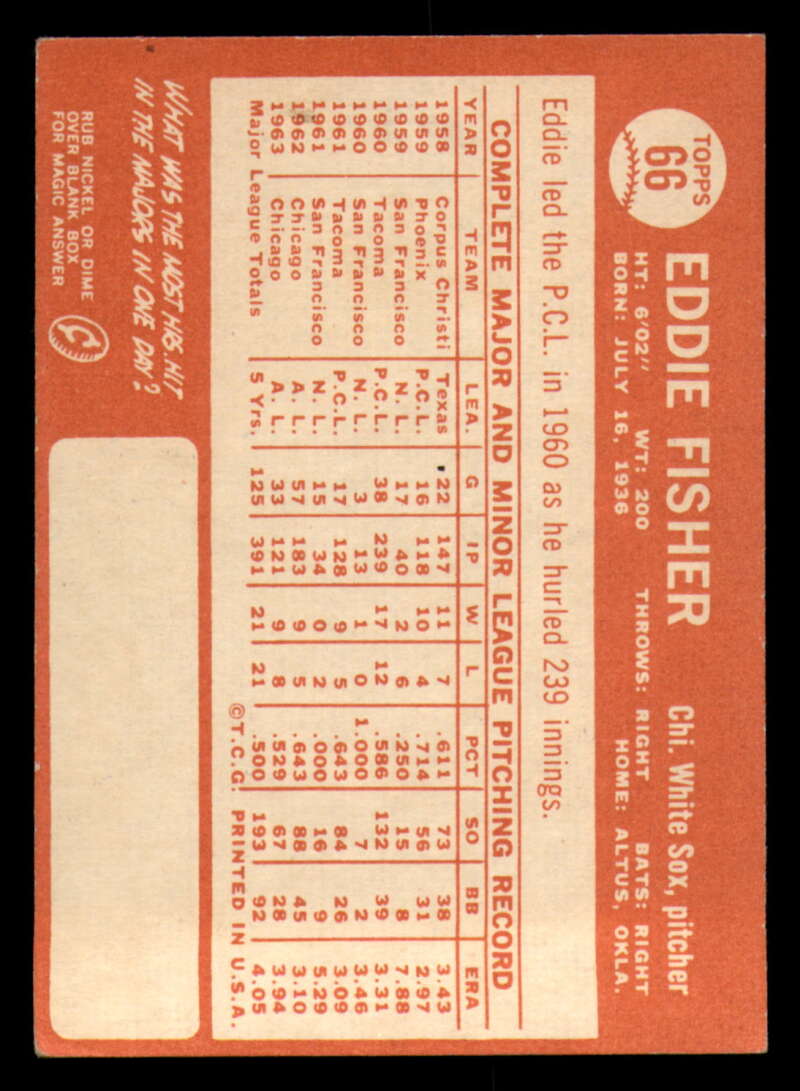 TOPPS
66
EDDIE FISHER Chi. White Sox, pitcher
HT: 6'02" WT: 200 THROWS: RIGHT BATS: RIGHT
BORN: JULY 16, 1936 HOME: ALTUS, OKLA.
Eddie led the P.C.L. in 1960 as he hurled 239 innings.
COMPLETE MAJOR AND MINOR LEAGUE PITCHING RECORD
YEAR TEAM LEA. G IP W L PCT SO BB ERA
1958 Corpus Christi Texas 22 147 11 7 .611 73 38 3.43
1959 Phoenix P.C.L. 16 118 10 4 .714 56 31 2.97
1959 San Francisco N. L. 17 40 2 6 .250 15 8 7.88
1960 Tacoma P.C.L. 38 239 17 12 .586 132 39 3.31
1960 San Francisco N. L. 3 13 1 0 1.000 7 2 3.46
1961 Tacoma P.C.L. 17 128 9 5 .643 84 26 3.09
1961 San Francisco N. L. 15 34 0 2 .000 16 9 5.29
1962 Chicago A. L. 57 183 9 5 .643 88 45 3.10
1963 Chicago A. L. 33 121 9 8 .529 67 28 3.94
Major League Totals 5 Yrs. 125 391 21 21 .500 193 92 4.05
©T.C.G. PRINTED IN U.S.A.
WHAT WAS THE MOST HRS. HIT
IN THE MAJORS IN ONE DAY?
RUB NICKEL OR DIME
OVER BLANK BOX
FOR MAGIC ANSWER